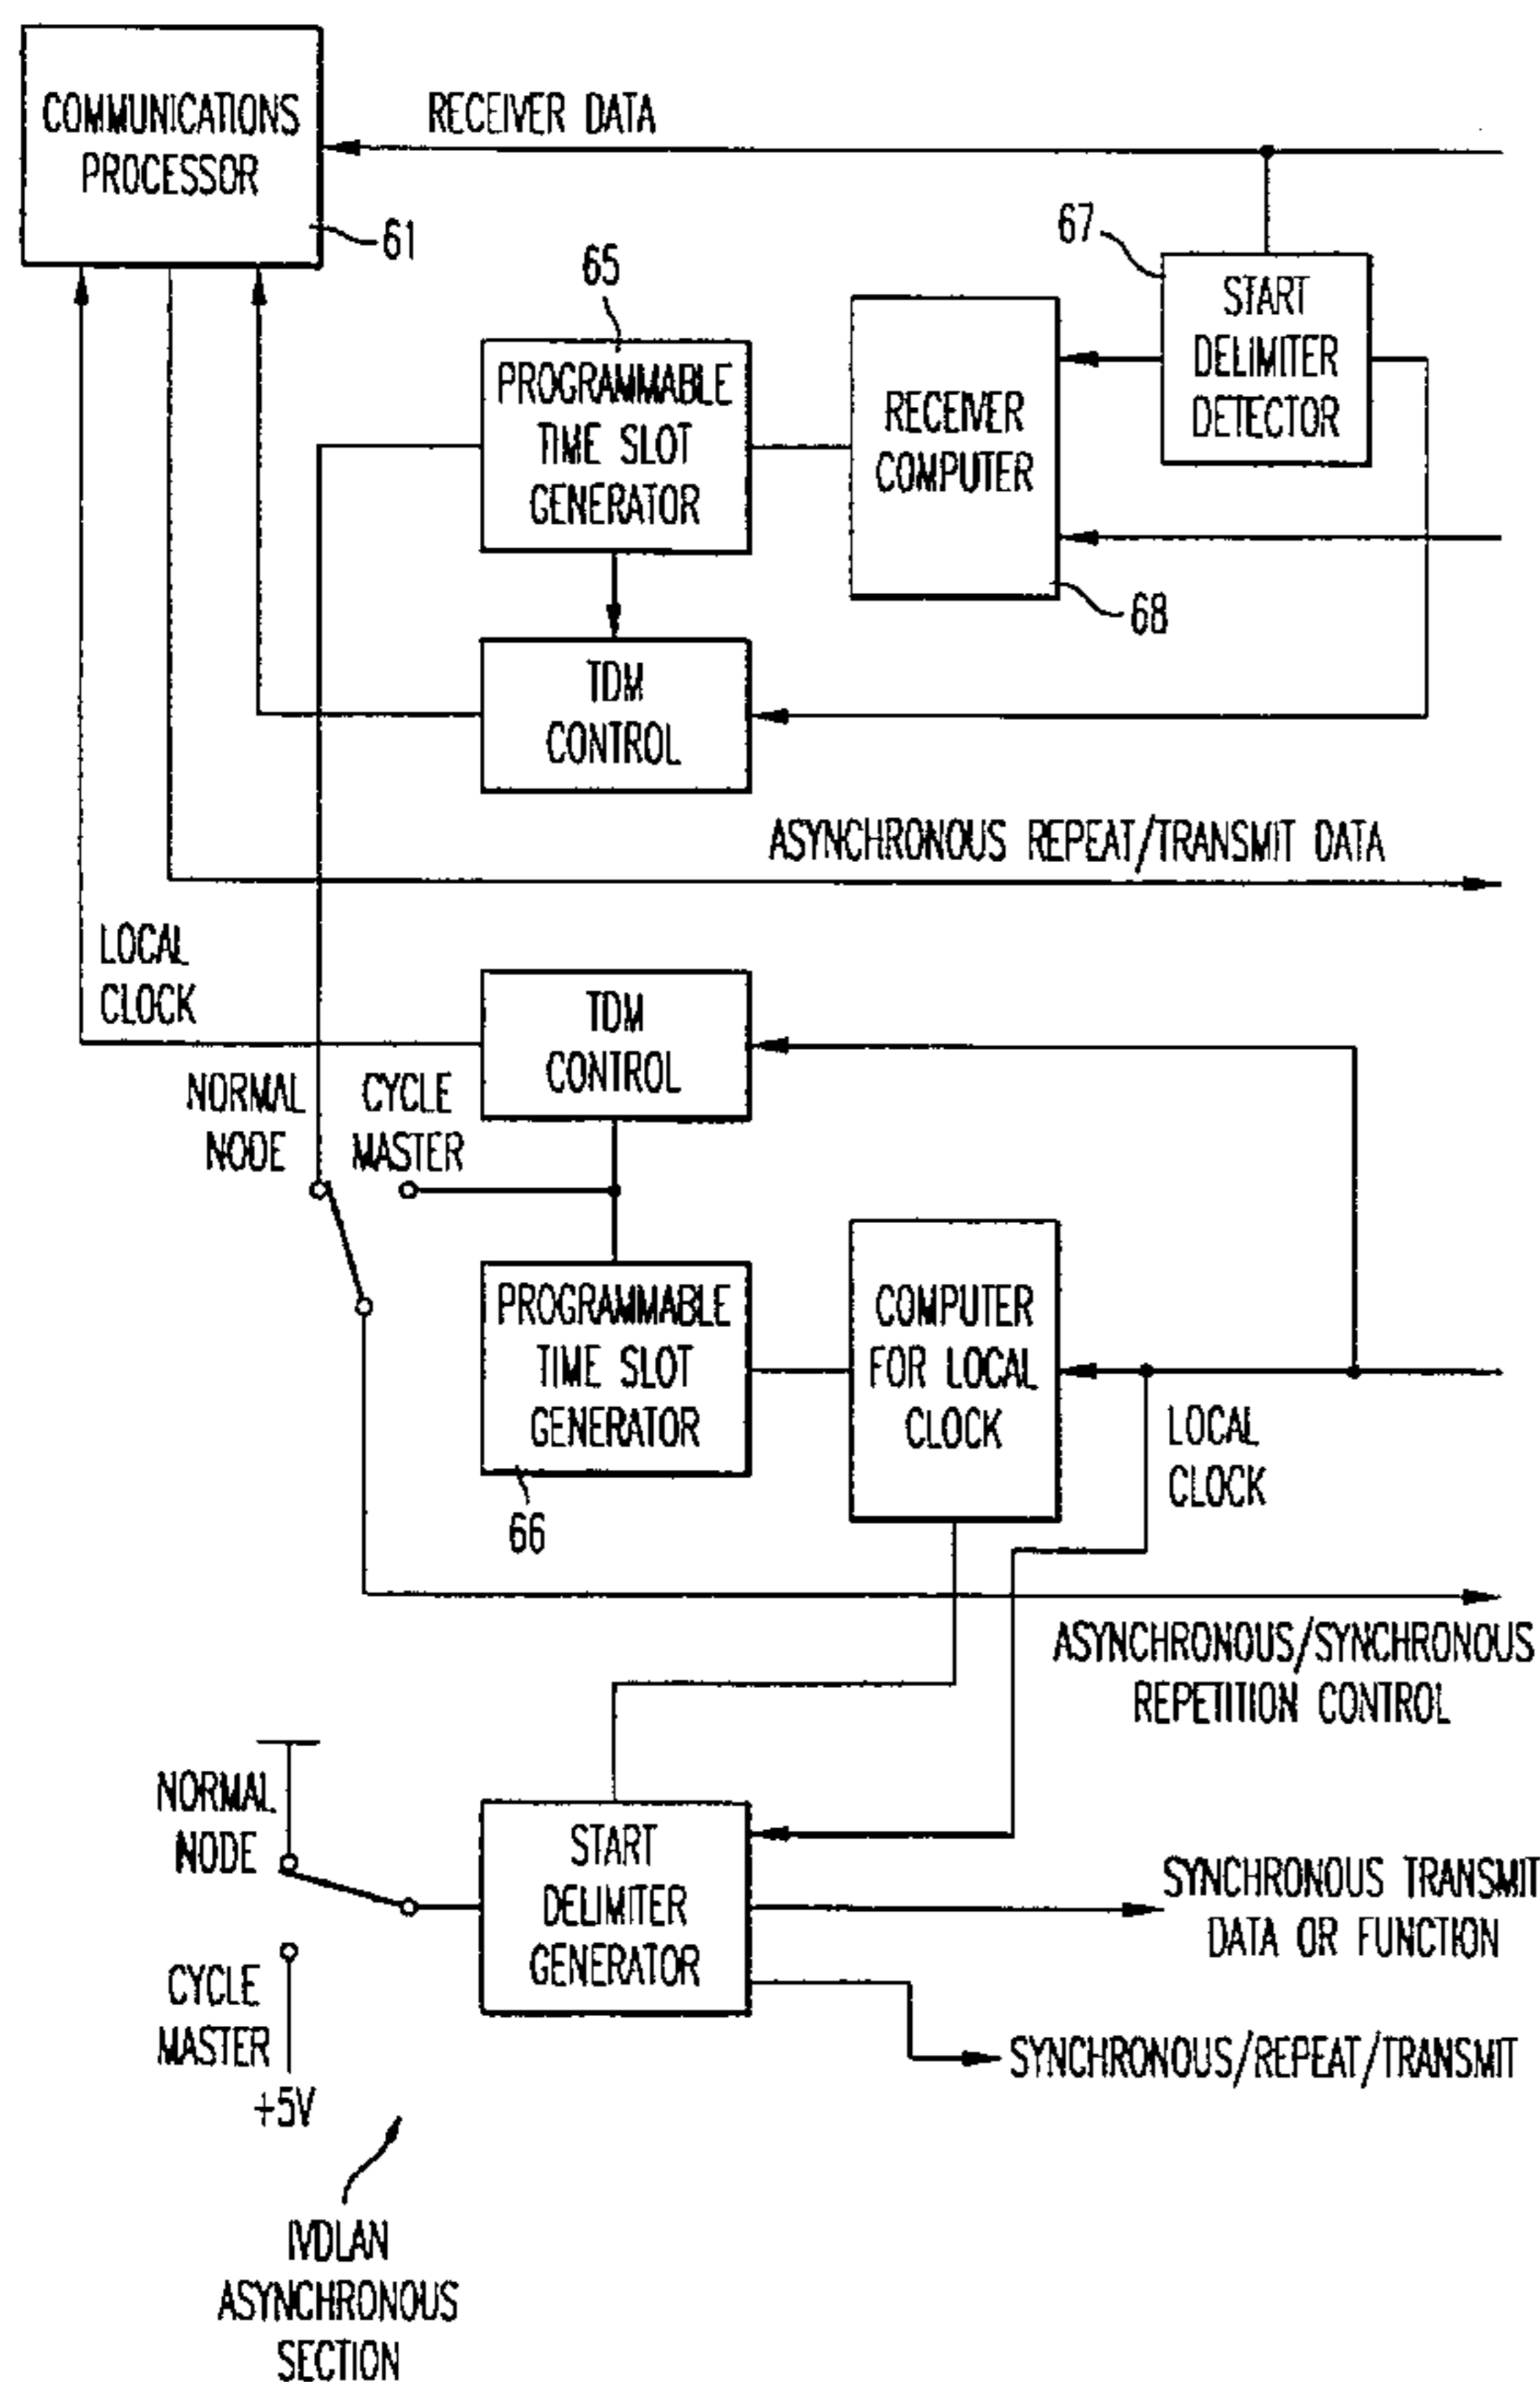 COMMUNICATIONS
PROCESSOR
61
RECEIVER DATA
67
START
DELIMITER
DETECTOR
65
PROGRAMMABLE
TIME SLOT
GENERATOR
RECEIVER
COMPUTER
68
TDM
CONTROL
ASYNCHRONOUS REPEAT/TRANSMIT DATA
LOCAL
CLOCK
TDM
CONTROL
NORMAL
NODE
CYCLE
MASTER
PROGRAMMABLE
TIME SLOT
GENERATOR
66
COMPUTER
FOR LOCAL
CLOCK
LOCAL
CLOCK
ASYNCHRONOUS/SYNCHRONOUS
REPETITION CONTROL
NORMAL
NODE
START
DELIMITER
GENERATOR
SYNCHRONOUS TRANSMIT
DATA OR FUNCTION
CYCLE
MASTER
+5V
SYNCHRONOUS/REPEAT/TRANSMIT
IVDLAN
ASYNCHRONOUS
SECTION